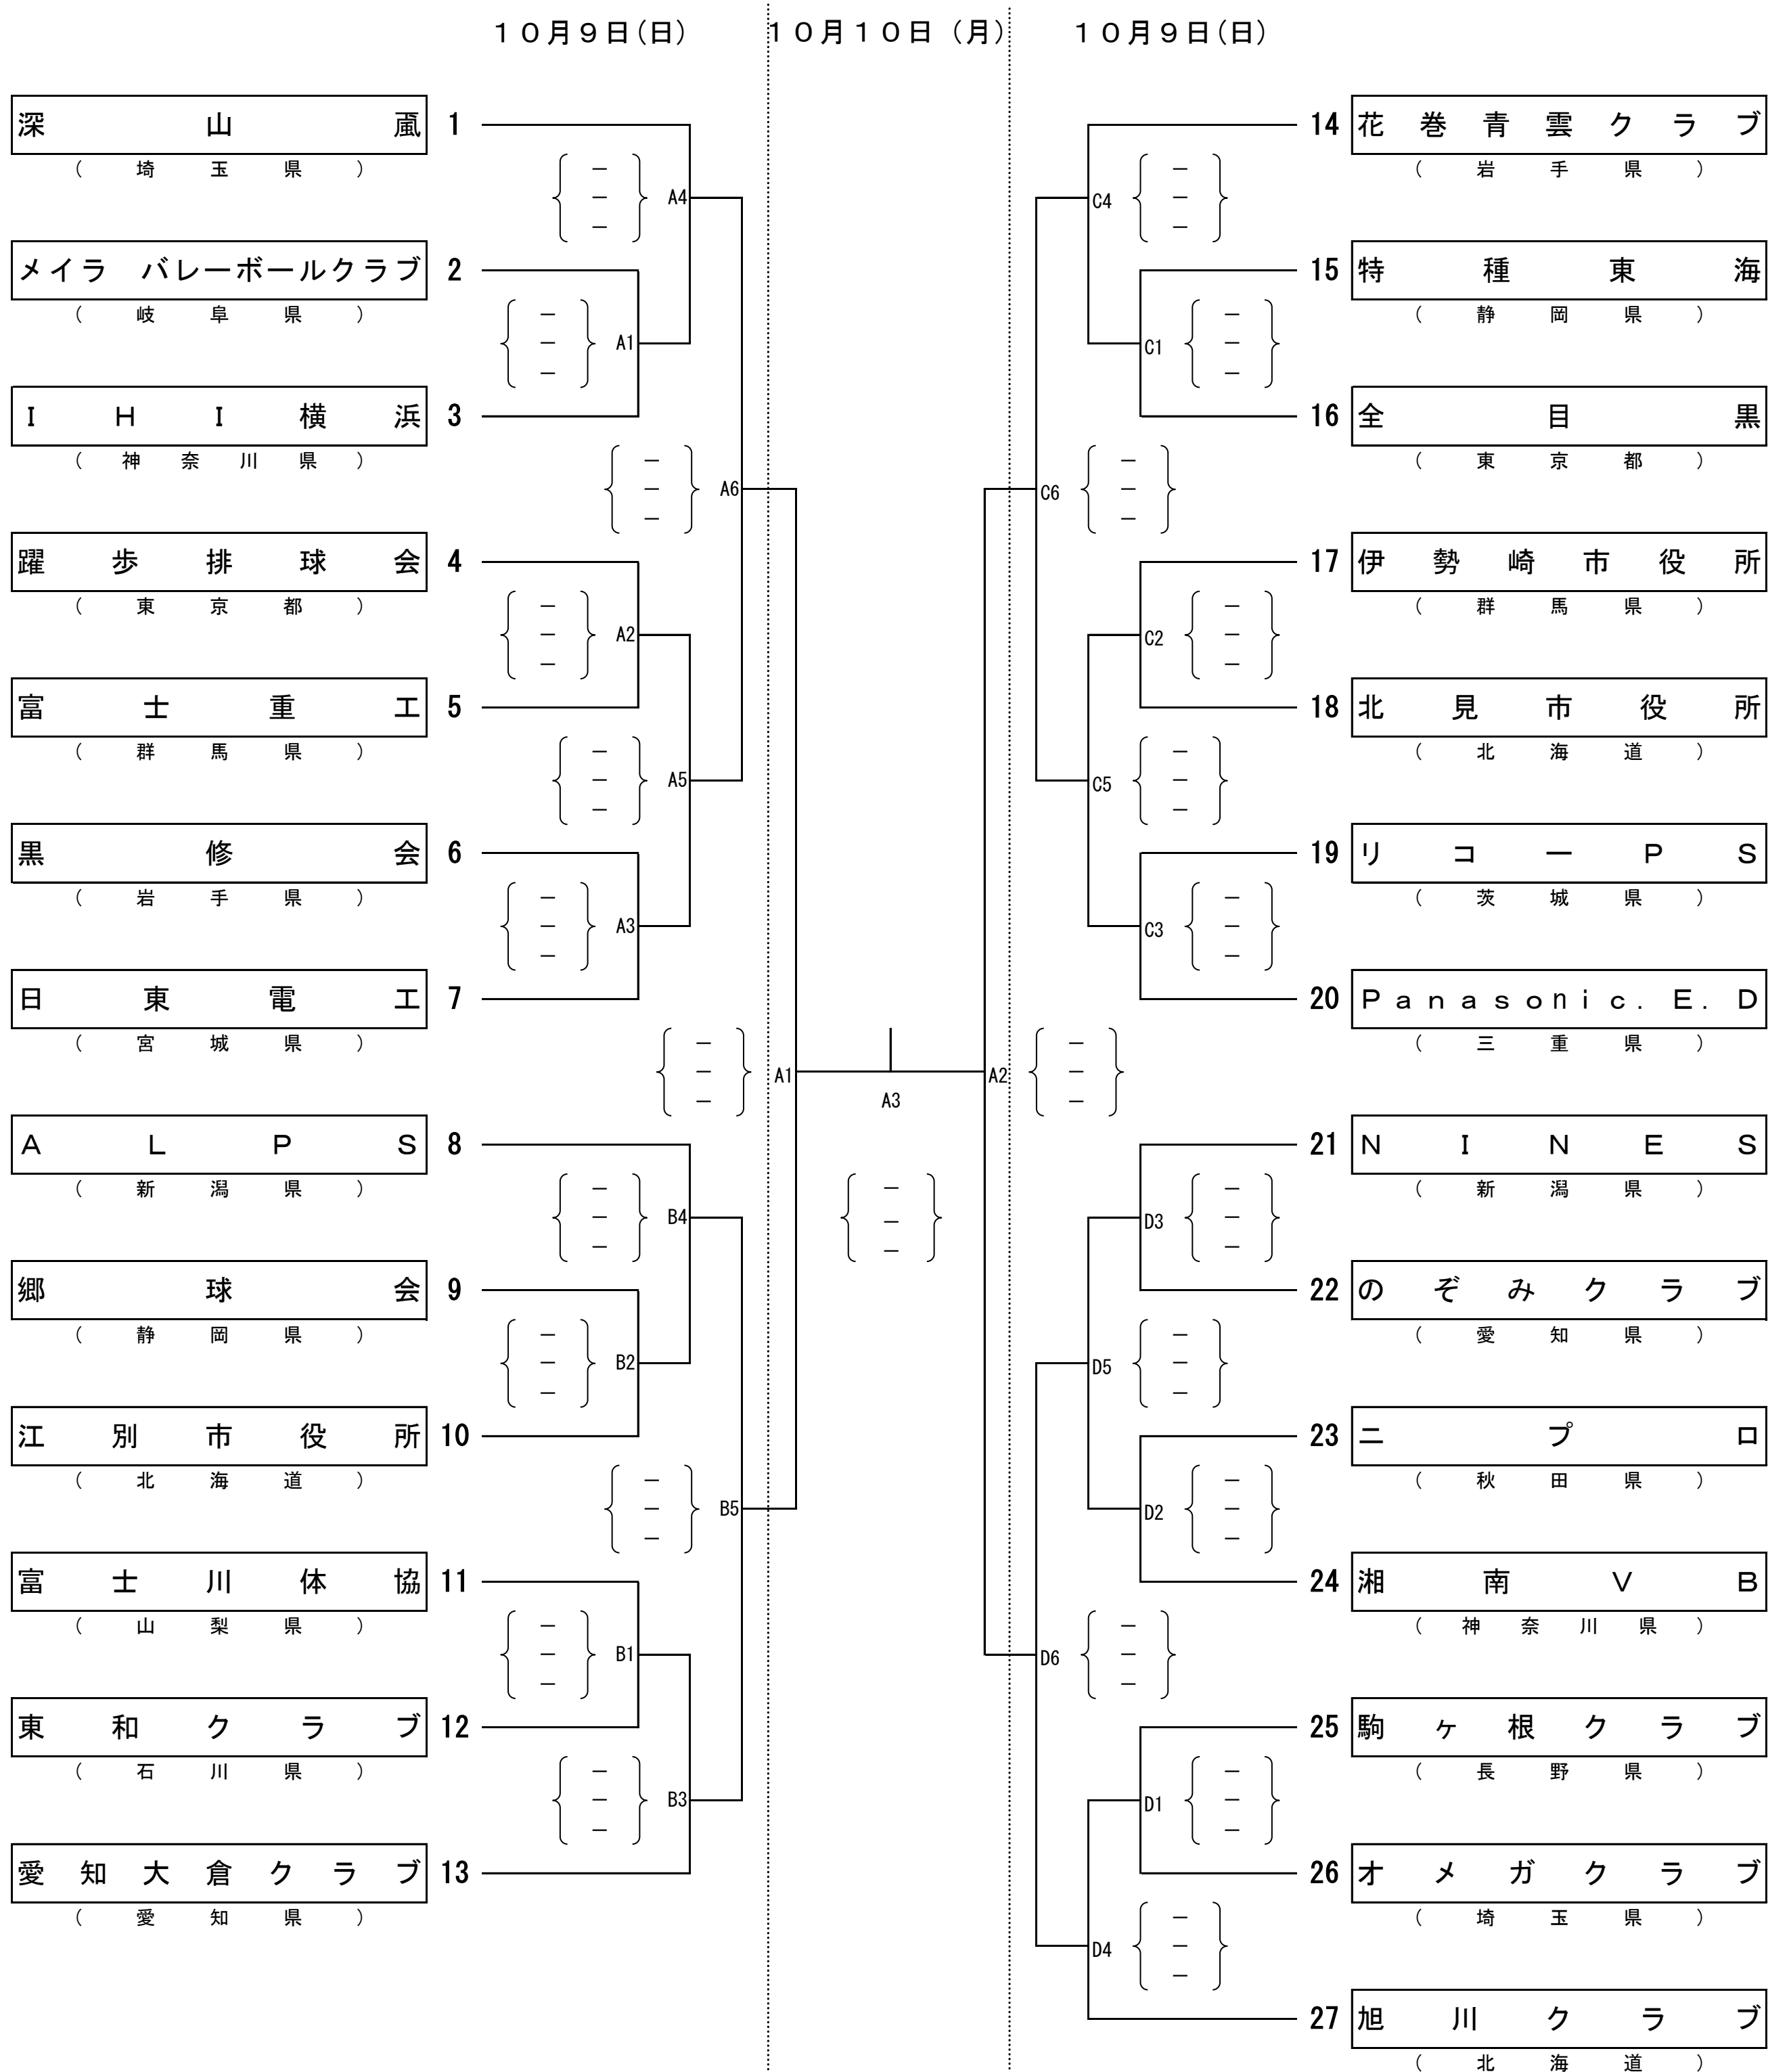 １０月９日(日)
１０月１０日（月）
１０月９日(日)
深山颪 1
（埼玉県）
A4
メイラ　バレーボールクラブ 2
（岐阜県）
A1
ＩＨＩ横浜 3
（神奈川県）
A6
躍歩排球会 4
（東京都）
A2
富士重工 5
（群馬県）
A5
黒修会 6
（岩手県）
A3
日東電工 7
（宮城県）
A1
A3
A2
ＡＬＰＳ 8
（新潟県）
B4
郷球会 9
（静岡県）
B2
江別市役所 10
（北海道）
B5
富士川体協 11
（山梨県）
B1
東和クラブ 12
（石川県）
B3
愛知大倉クラブ 13
（愛知県）
14 花巻青雲クラブ
（岩手県）
C4
15 特種東海
（静岡県）
C1
16 全目黒
（東京都）
C6
17 伊勢崎市役所
（群馬県）
C2
18 北見市役所
（北海道）
C5
19 リコーＰＳ
（茨城県）
C3
20 Ｐａｎａｓｏｎｉｃ．Ｅ．Ｄ
（三重県）
21 ＮＩＮＥＳ
（新潟県）
D3
22 のぞみクラブ
（愛知県）
D5
23 ニプロ
（秋田県）
D2
24 湘南ＶＢ
（神奈川県）
D6
25 駒ヶ根クラブ
（長野県）
D1
26 オメガクラブ
（埼玉県）
D4
27 旭川クラブ
（北海道）